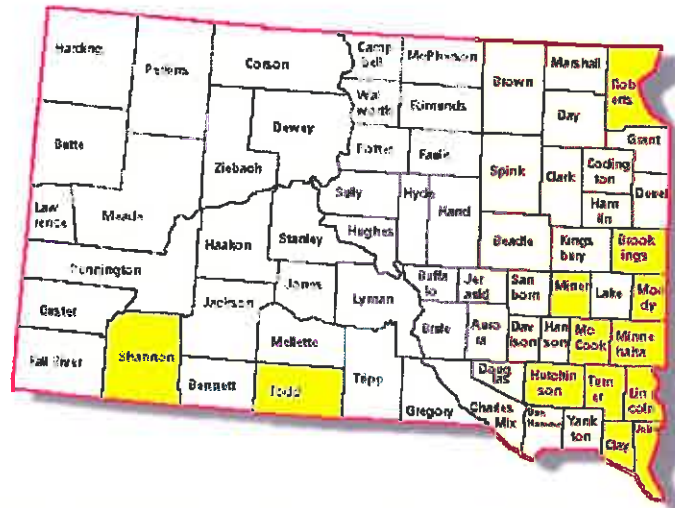 Harding
Perkins
Corson
Camp
bell
McPherson
Brown
Marshall
Rob
erts
Wal
worth
Edmunds
Day
Dewey
Butte
Ziebach
Potter
Faulk
Spink
Clark
Coding
ton
Grant
Deuel
Ham
lin
Law
rence
Meade
Sully
Hyde
Hand
Haakon
Stanley
Hughes
Beadle
Kings
bury
Brook
ings
Pennington
Jackson
Jones
Lyman
Buffa
lo
Jer
auld
San
born
Miner
Lake
Moo
dy
Custer
Brule
Auro
ra
Dav
ison
Han
son
Mc
Cook
Minne
haha
Fall River
Shannon
Mellette
Bennett
Todd
Tripp
Gregory
Doug
las
Charles
Mix
Hutchin
son
Turn
er
Lin
coln
Yank
ton
Clay